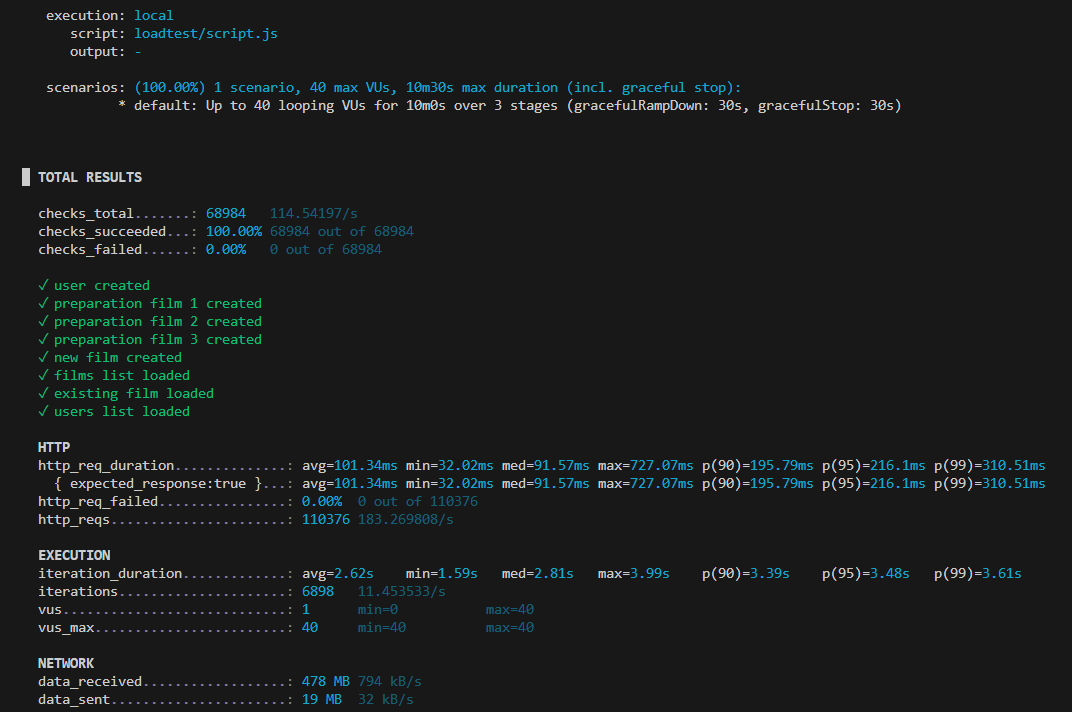 execution: local
script: loadtest/script.js
output: -
scenarios: (100.00%) 1 scenario, 40 max VUs, 10m30s max duration (incl. graceful stop):
* default: Up to 40 looping VUs for 10m0s over 3 stages (gracefulRampDown: 30s, gracefulStop: 30s)
TOTAL RESULTS
checks_total.......: 68984 114.54197/s
checks_succeeded...: 100.00% 68984 out of 68984
checks_failed......: 0.00% 0 out of 68984
✓ user created
✓ preparation film 1 created
✓ preparation film 2 created
✓ preparation film 3 created
✓ new film created
✓ films list loaded
✓ existing film loaded
✓ users list loaded
HTTP
http_req_duration..............: avg=101.34ms min=32.02ms med=91.57ms max=727.07ms p(90)=195.79ms p(95)=216.1ms p(99)=310.51ms
{ expected_response:true }...: avg=101.34ms min=32.02ms med=91.57ms max=727.07ms p(90)=195.79ms p(95)=216.1ms p(99)=310.51ms
http_req_failed................: 0.00% 0 out of 110376
http_reqs......................: 110376 183.269808/s
EXECUTION
iteration_duration.............: avg=2.62s min=1.59s med=2.81s max=3.99s p(90)=3.39s p(95)=3.48s p(99)=3.61s
iterations.....................: 6898 11.453533/s
vus............................: 1 min=0 max=40
vus_max........................: 40 min=40 max=40
NETWORK
data_received..................: 478 MB 794 kB/s
data_sent......................: 19 MB 32 kB/s